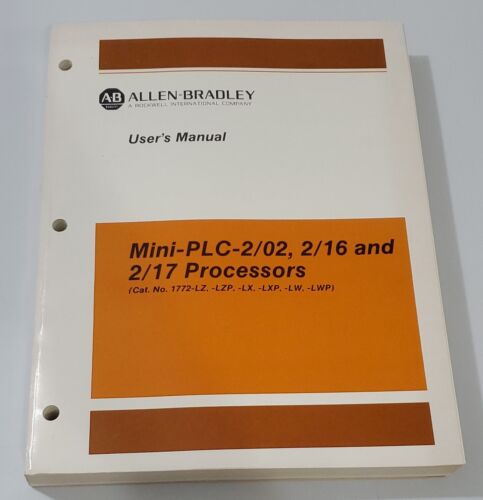 AB
ALLEN-BRADLEY
A ROCKWELL INTERNATIONAL COMPANY
User's Manual
Mini-PLC-2/02, 2/16 and
2/17 Processors
(Cat. No. 1772-LZ, -LZP, -LX, -LXP, -LW, -LWP)